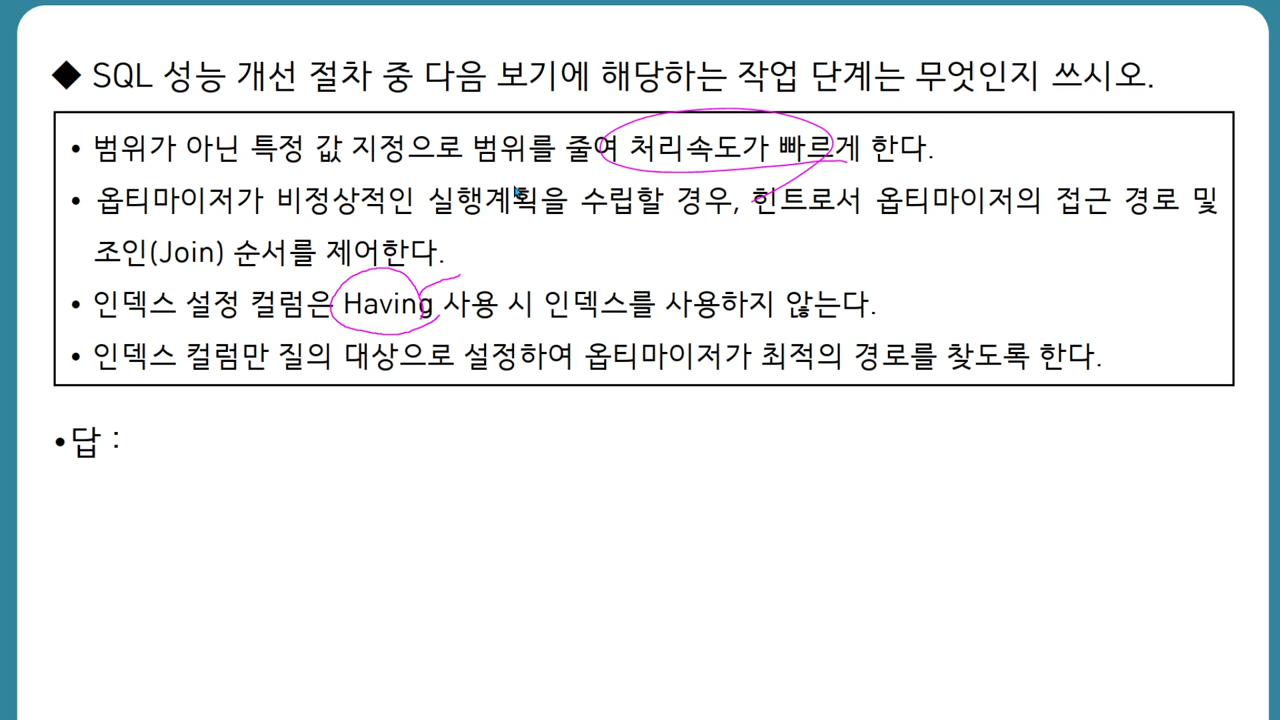 ◆ SQL 성능 개선 절차 중 다음 보기에 해당하는 작업 단계는 무엇인지 쓰시오.
• 범위가 아닌 특정 값 지정으로 범위를 줄여 처리속도가 빠르게 한다.
• 옵티마이저가 비정상적인 실행계획을 수립할 경우, 힌트로서 옵티마이저의 접근 경로 및
조인(Join) 순서를 제어한다.
• 인덱스 설정 컬럼은 Having 사용 시 인덱스를 사용하지 않는다.
• 인덱스 컬럼만 질의 대상으로 설정하여 옵티마이저가 최적의 경로를 찾도록 한다.
•답 :